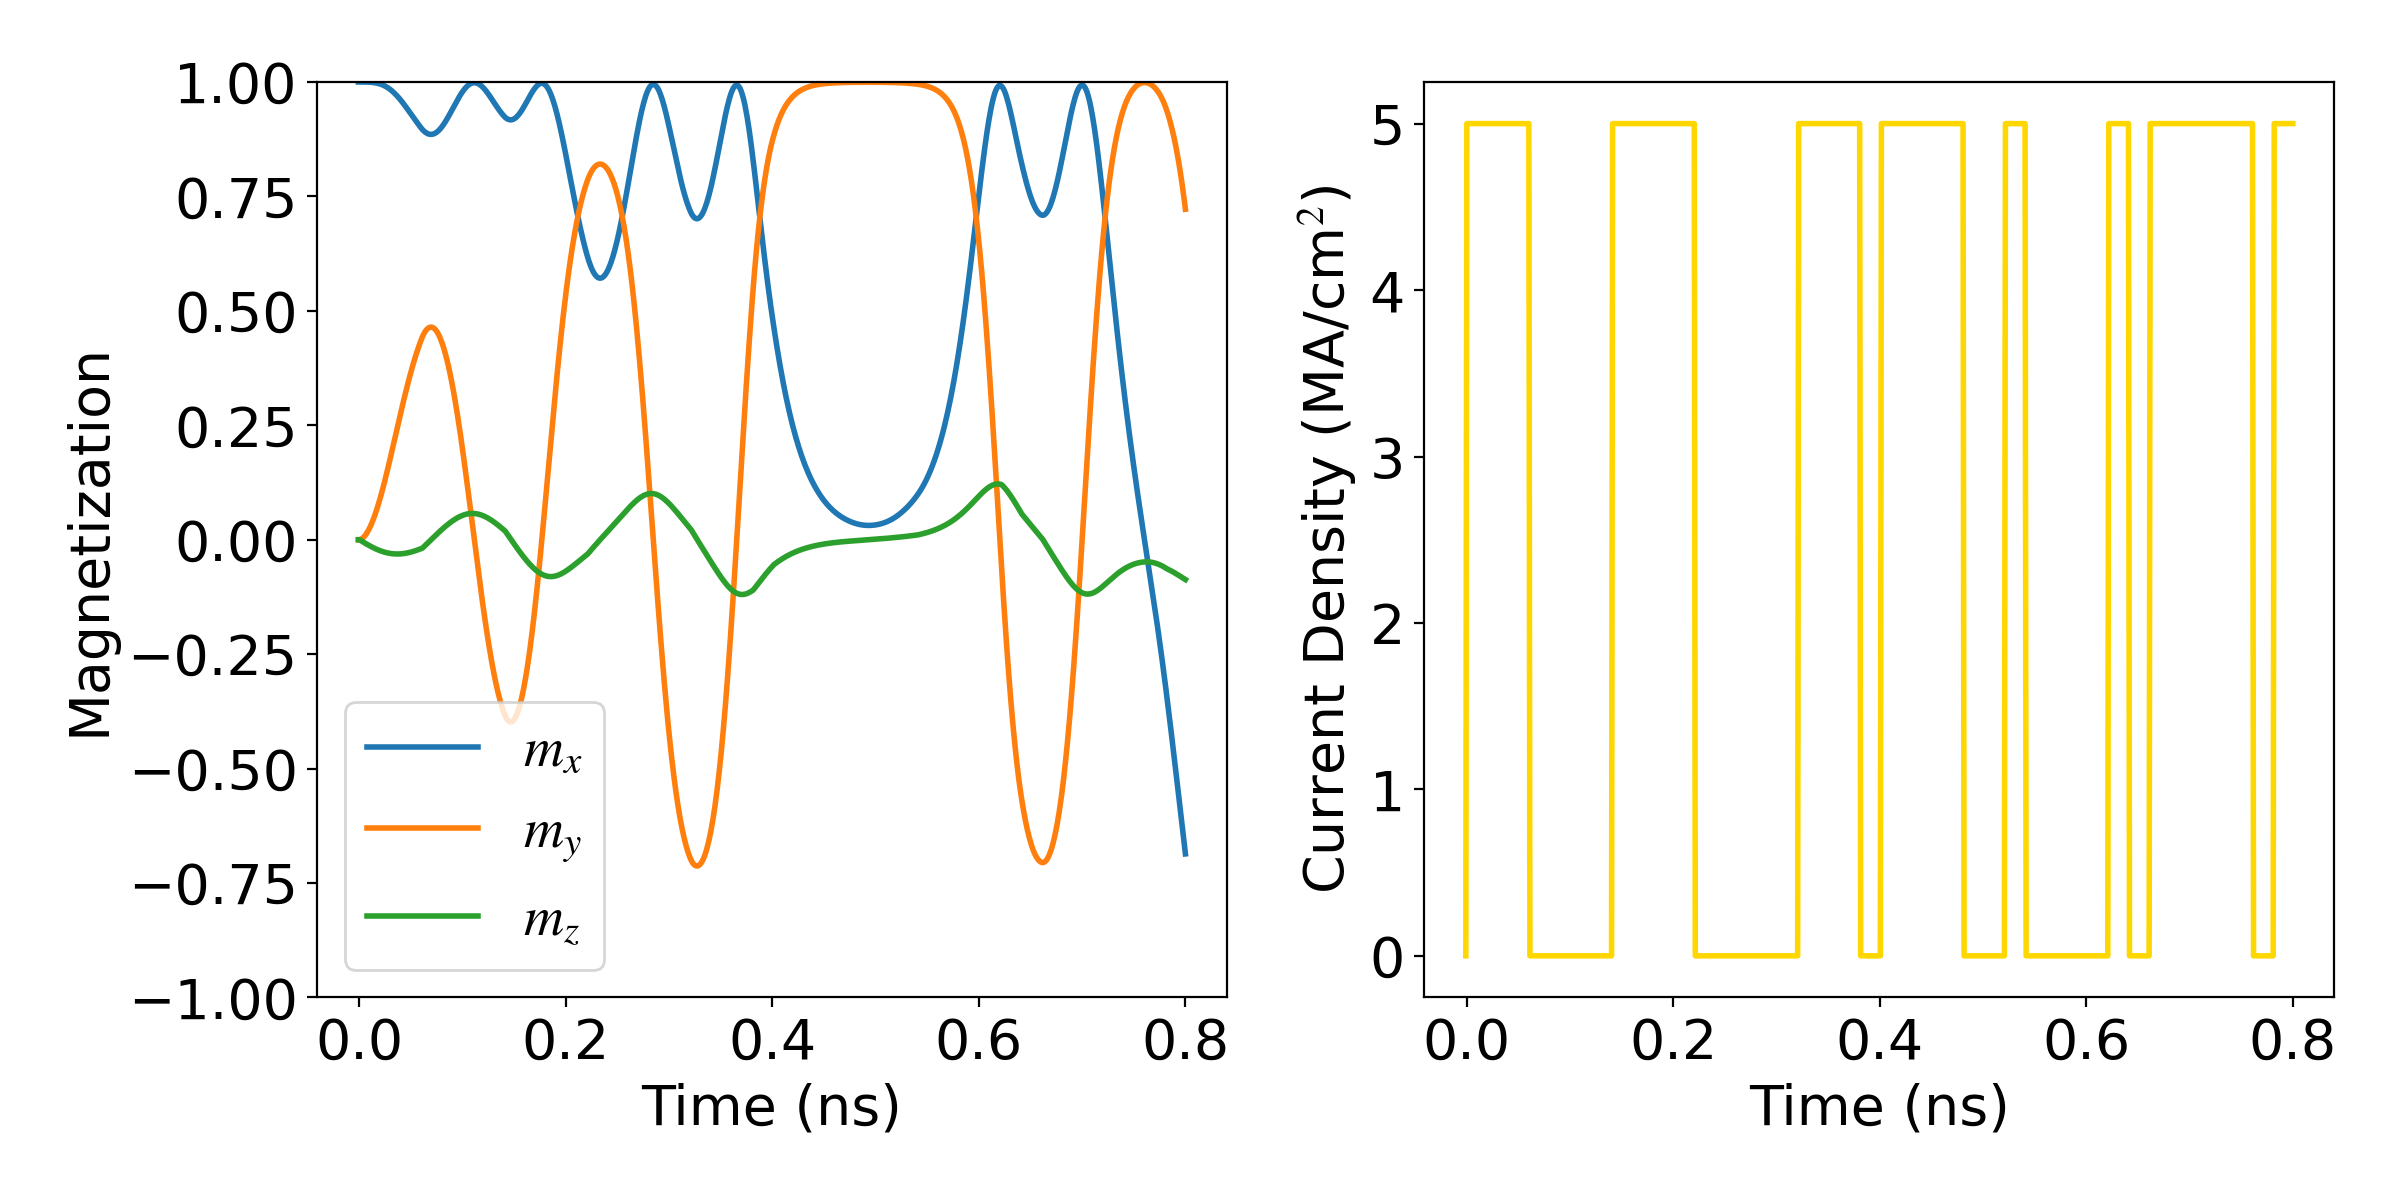 Magnetization
1.00
0.75
0.50
0.25
0.00
−0.25
−0.50
−0.75
−1.00
m_x
m_y
m_z
0.0 0.2 0.4 0.6 0.8
Time (ns)
Current Density (MA/cm²)
5
4
3
2
1
0
0.0 0.2 0.4 0.6 0.8
Time (ns)